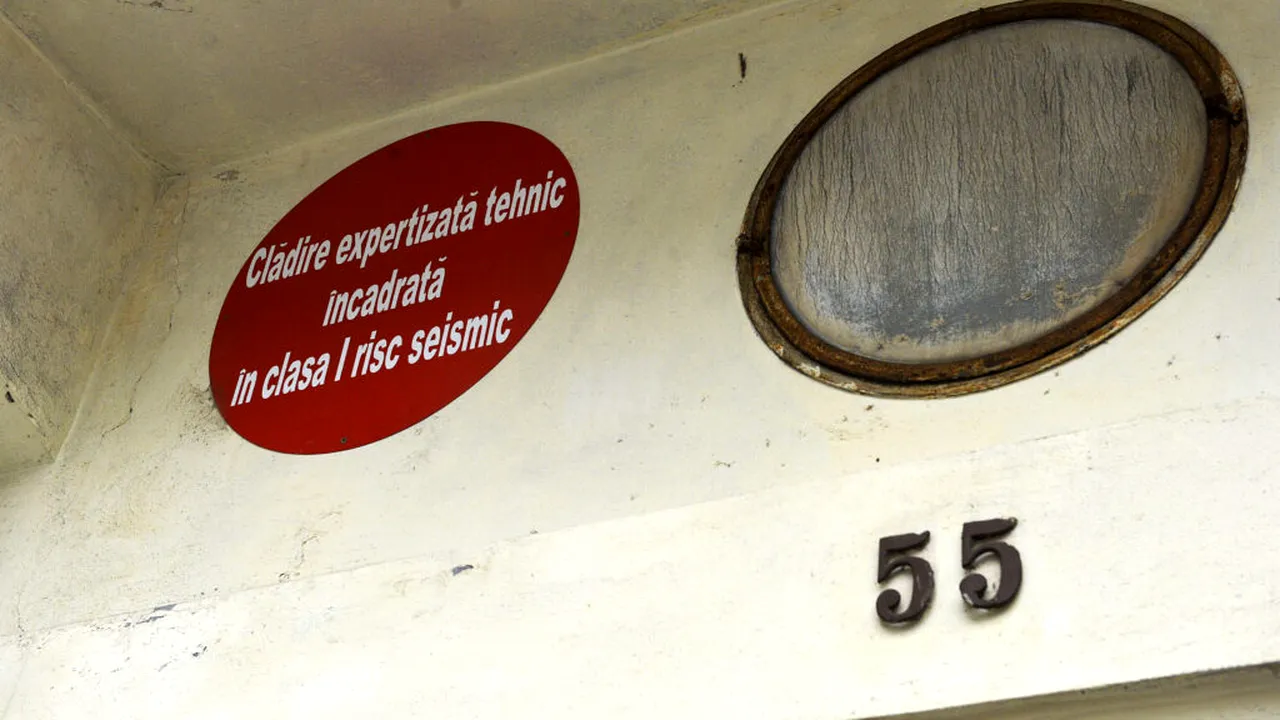 Clădire expertizată tehnic
încadrată
în clasa I risc seismic
55